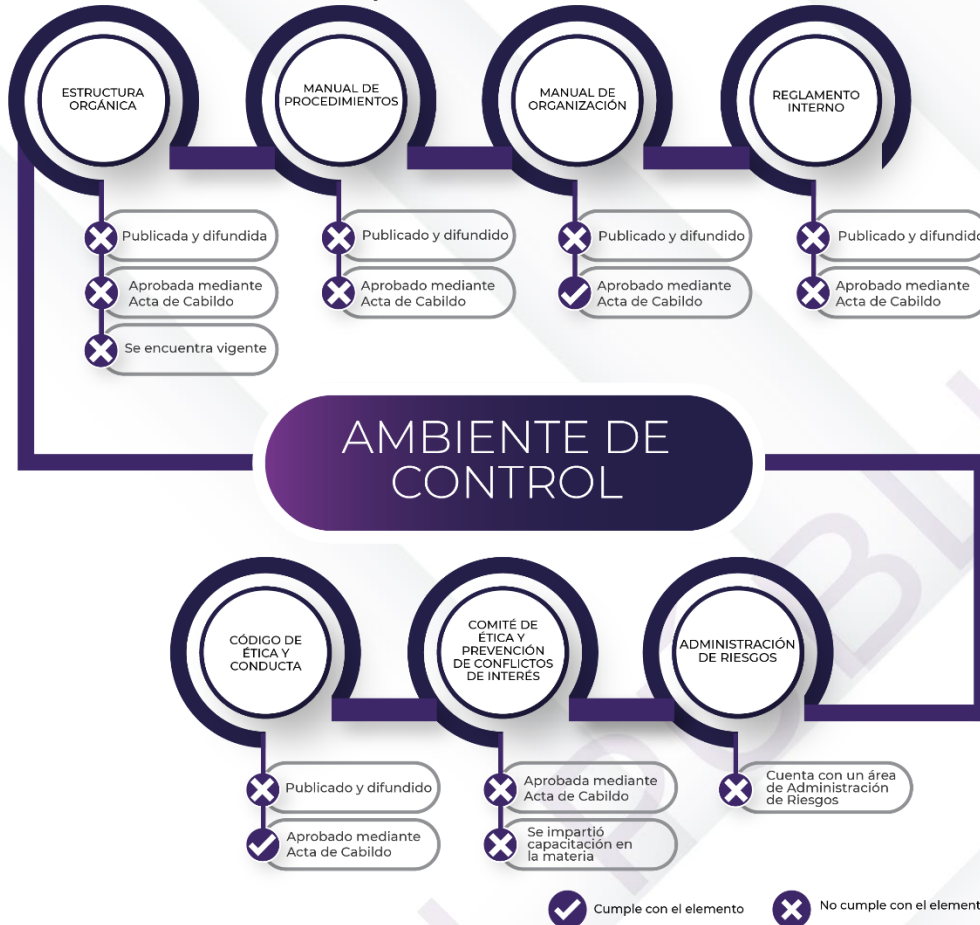 ESTRUCTURA
ORGÁNICA
MANUAL DE
PROCEDIMIENTOS
MANUAL DE
ORGANIZACIÓN
REGLAMENTO
INTERNO
Publicada y difundida
Aprobada mediante
Acta de Cabildo
Se encuentra vigente
Publicado y difundido
Aprobado mediante
Acta de Cabildo
Publicado y difundido
Aprobado mediante
Acta de Cabildo
Publicado y difundido
Aprobado mediante
Acta de Cabildo
AMBIENTE DE
CONTROL
CÓDIGO DE
ÉTICA Y
CONDUCTA
COMITÉ DE
ÉTICA Y
PREVENCIÓN
DE CONFLICTOS
DE INTERÉS
ADMINISTRACIÓN
DE RIESGOS
Publicado y difundido
Aprobado mediante
Acta de Cabildo
Aprobada mediante
Acta de Cabildo
Se impartió
capacitación en
la materia
Cuenta con un área
de Administración
de Riesgos
Cumple con el elemento
No cumple con el element